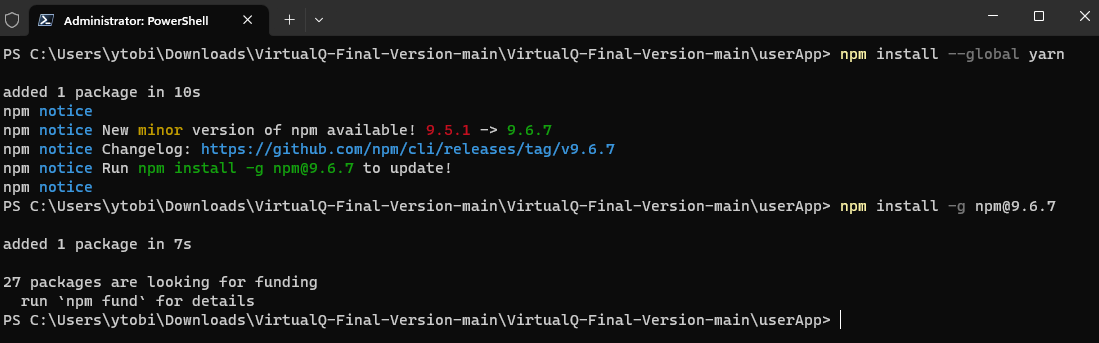 Administrator: PowerShell
PS C:\Users\ytobi\Downloads\VirtualQ-Final-Version-main\VirtualQ-Final-Version-main\userApp> npm install --global yarn
added 1 package in 10s
npm notice
npm notice New minor version of npm available! 9.5.1 -> 9.6.7
npm notice Changelog: https://github.com/npm/cli/releases/tag/v9.6.7
npm notice Run npm install -g npm@9.6.7 to update!
npm notice
PS C:\Users\ytobi\Downloads\VirtualQ-Final-Version-main\VirtualQ-Final-Version-main\userApp> npm install -g npm@9.6.7
added 1 package in 7s
27 packages are looking for funding
  run `npm fund` for details
PS C:\Users\ytobi\Downloads\VirtualQ-Final-Version-main\VirtualQ-Final-Version-main\userApp>